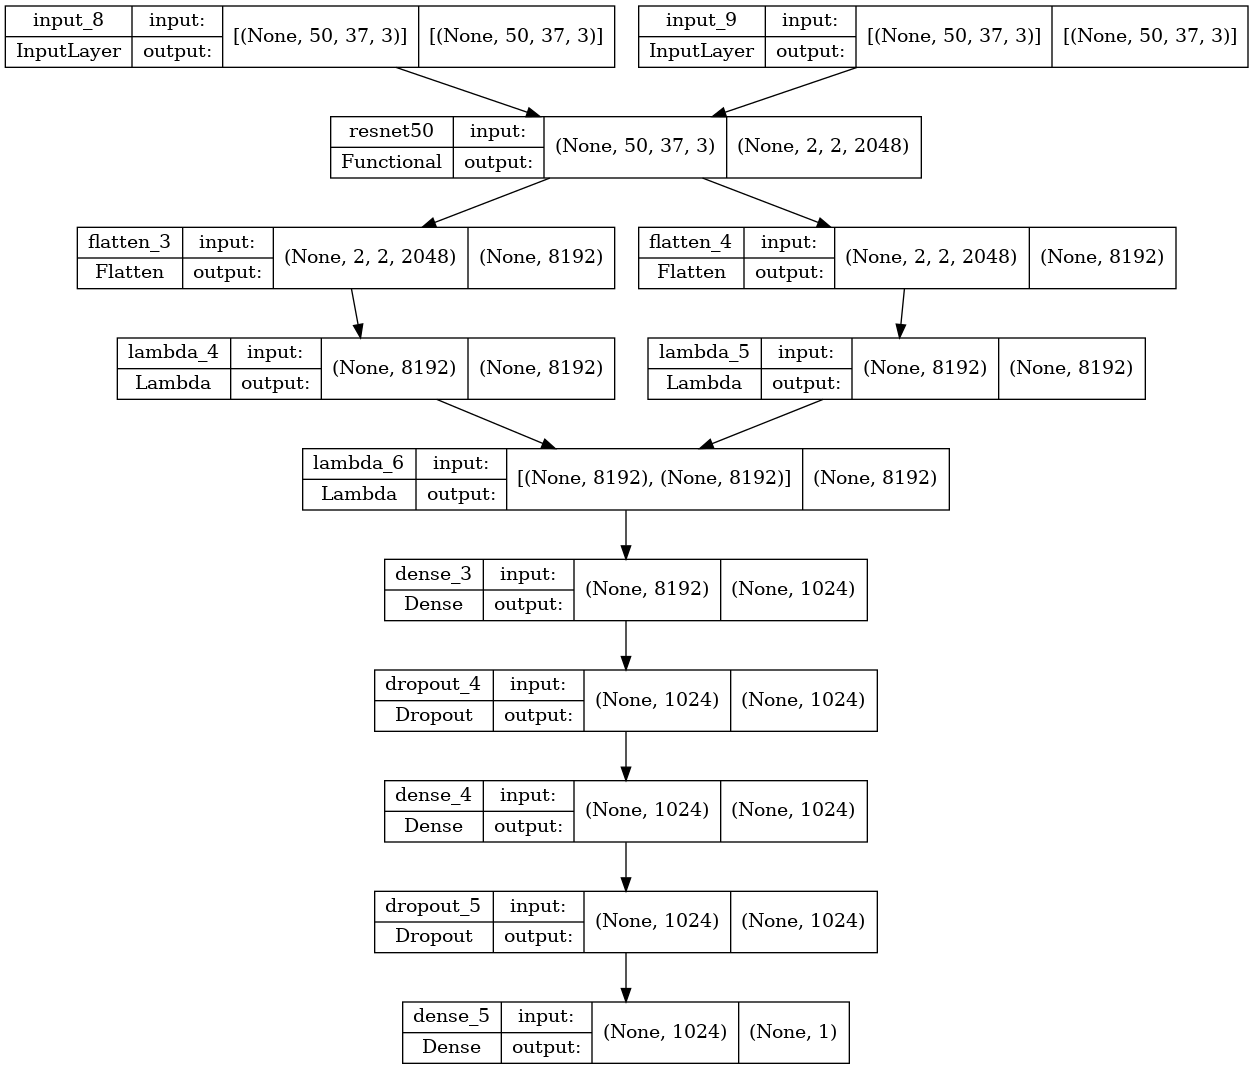 input_8 input: [(None, 50, 37, 3)] [(None, 50, 37, 3)]
InputLayer output:
input_9 input: [(None, 50, 37, 3)] [(None, 50, 37, 3)]
InputLayer output:
resnet50 input: (None, 50, 37, 3) (None, 2, 2, 2048)
Functional output:
flatten_3 input: (None, 2, 2, 2048) (None, 8192)
Flatten output:
flatten_4 input: (None, 2, 2, 2048) (None, 8192)
Flatten output:
lambda_4 input: (None, 8192) (None, 8192)
Lambda output:
lambda_5 input: (None, 8192) (None, 8192)
Lambda output:
lambda_6 input: [(None, 8192), (None, 8192)] (None, 8192)
Lambda output:
dense_3 input: (None, 8192) (None, 1024)
Dense output:
dropout_4 input: (None, 1024) (None, 1024)
Dropout output:
dense_4 input: (None, 1024) (None, 1024)
Dense output:
dropout_5 input: (None, 1024) (None, 1024)
Dropout output:
dense_5 input: (None, 1024) (None, 1)
Dense output: